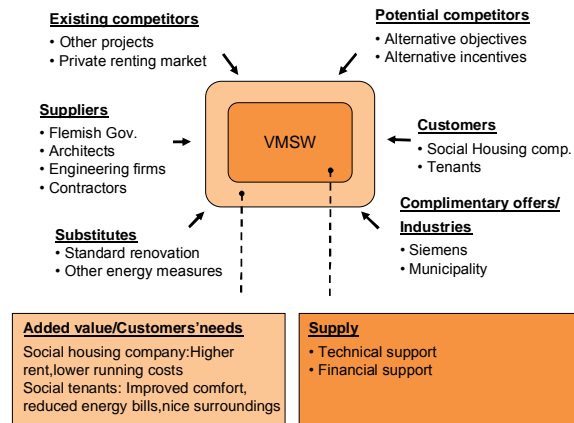 Existing competitors
• Other projects
• Private renting market
Potential competitors
• Alternative objectives
• Alternative incentives
Suppliers
• Flemish Gov.
• Architects
• Engineering firms
• Contractors
VMSW
Customers
• Social Housing comp.
• Tenants
Substitutes
• Standard renovation
• Other energy measures
Complimentary offers/
Industries
• Siemens
• Municipality
Added value/Customers'needs
Social housing company:Higher
rent,lower running costs
Social tenants: Improved comfort,
reduced energy bills,nice surroundings
Supply
• Technical support
• Financial support